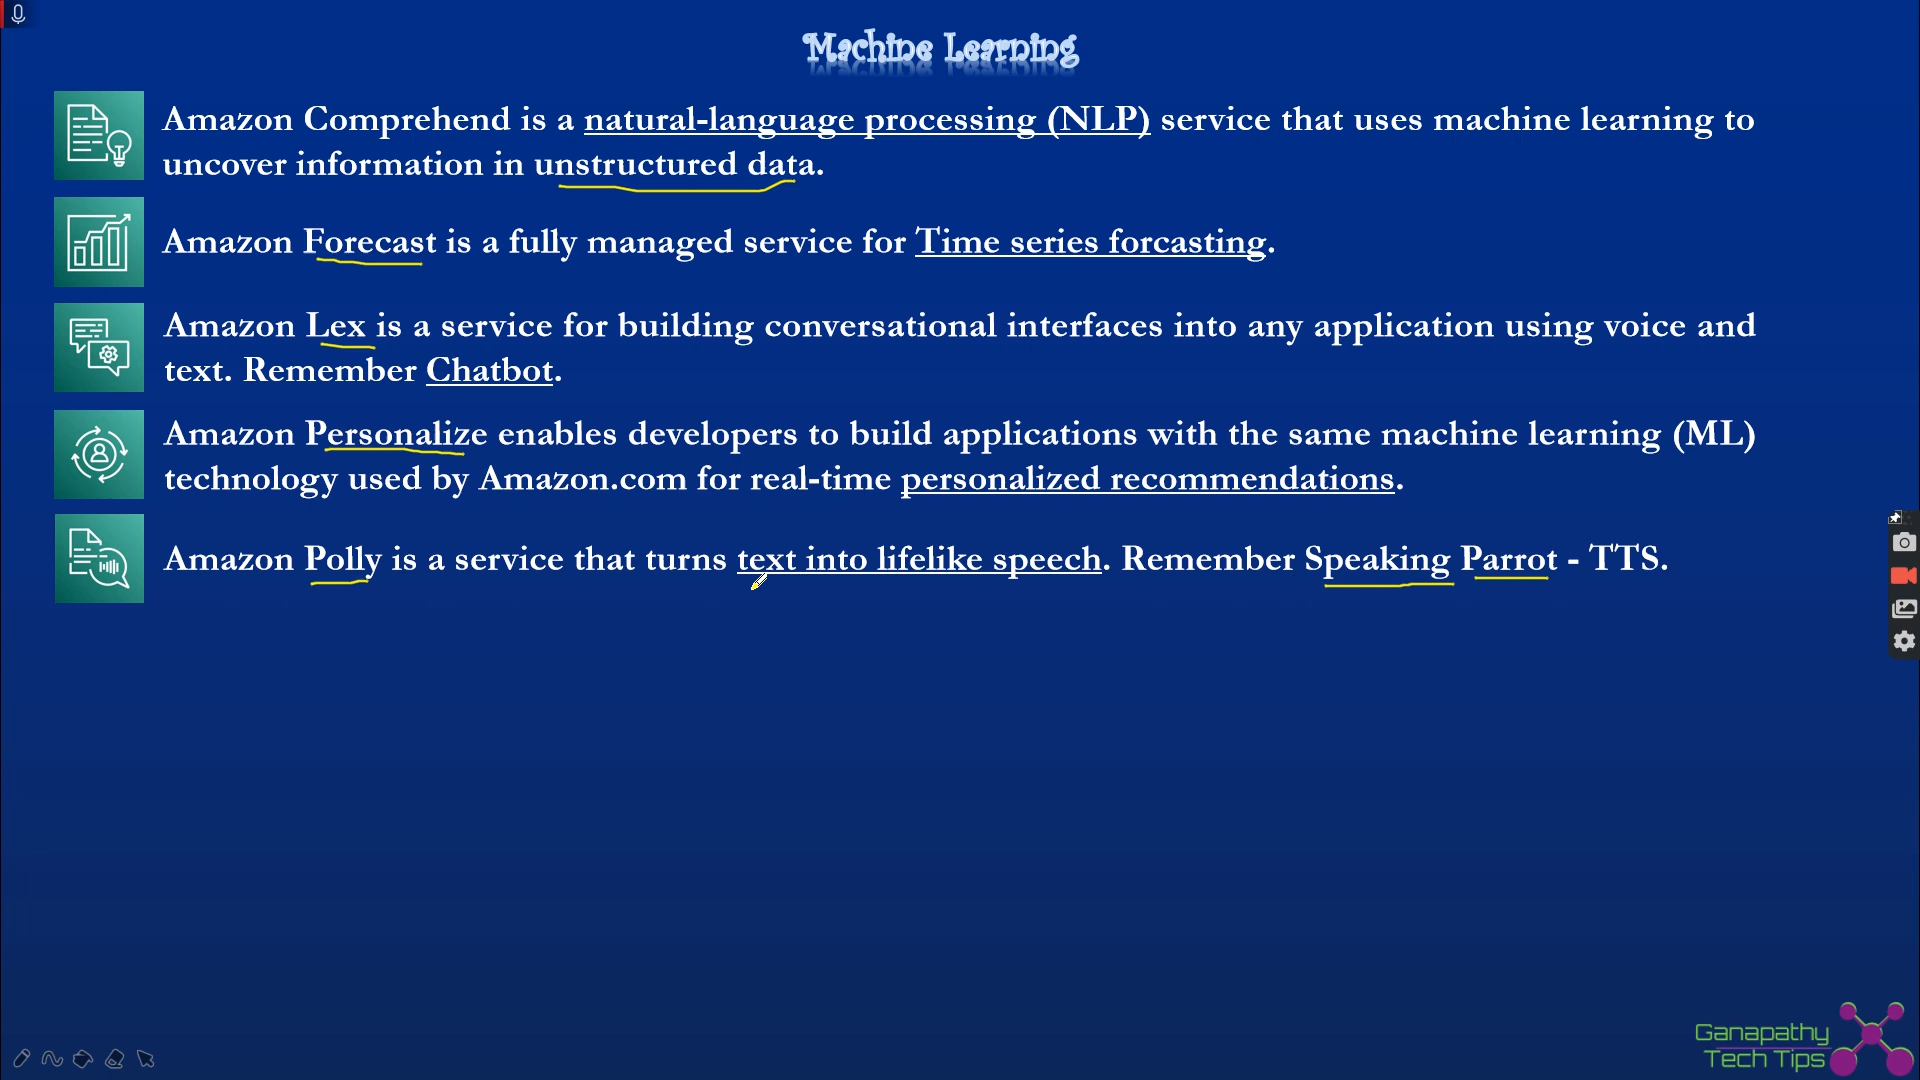 Machine Learning
Amazon Comprehend is a natural-language processing (NLP) service that uses machine learning to
uncover information in unstructured data.
Amazon Forecast is a fully managed service for Time series forcasting.
Amazon Lex is a service for building conversational interfaces into any application using voice and
text. Remember Chatbot.
Amazon Personalize enables developers to build applications with the same machine learning (ML)
technology used by Amazon.com for real-time personalized recommendations.
Amazon Polly is a service that turns text into lifelike speech. Remember Speaking Parrot - TTS.
Ganapathy
Tech Tips